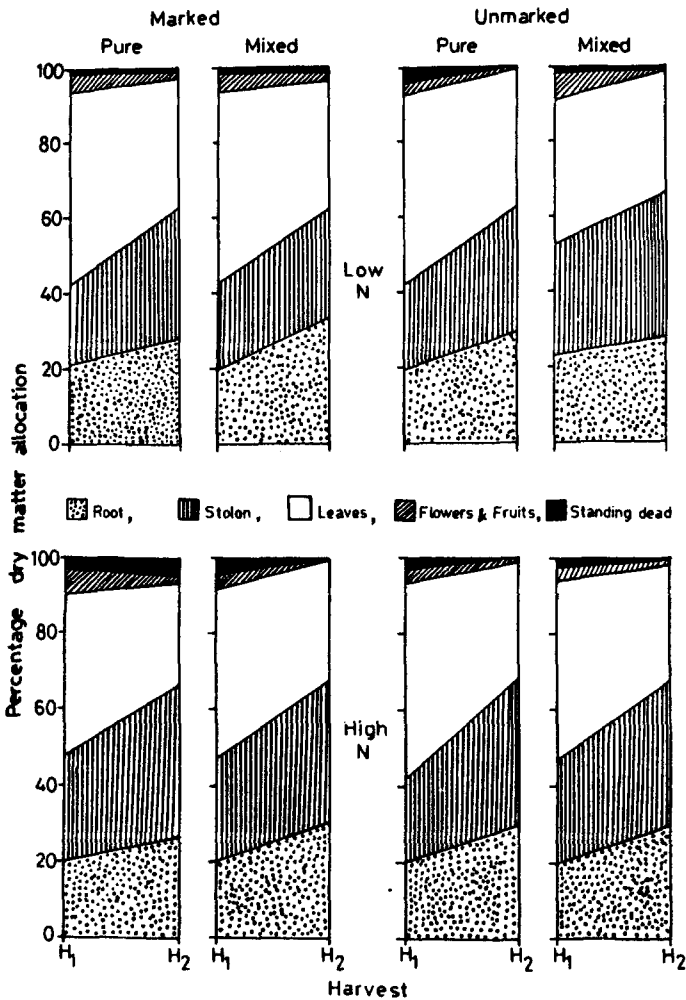 Marked Unmarked
Pure Mixed Pure Mixed
100
80
60
40
20
0
Low
N
Percentage dry matter allocation
Root, Stolon, Leaves, Flowers & Fruits, Standing dead
100
80
60
40
20
0
High
N
H1 H2 H1 H2 H1 H2 H1 H2
Harvest